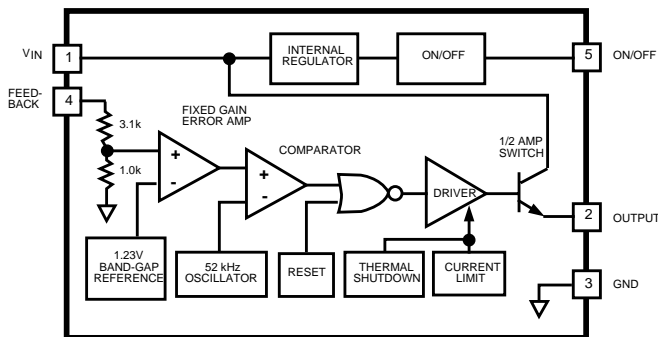 VIN
1
INTERNAL
REGULATOR
ON/OFF
5
ON/OFF
FEED-
BACK
4
FIXED GAIN
ERROR AMP
3.1k
1/2 AMP
SWITCH
COMPARATOR
+
-
+
-
1.0k
DRIVER
2
OUTPUT
1.23V
BAND-GAP
REFERENCE
52 kHz
OSCILLATOR
RESET
THERMAL
SHUTDOWN
CURRENT
LIMIT
3
GND